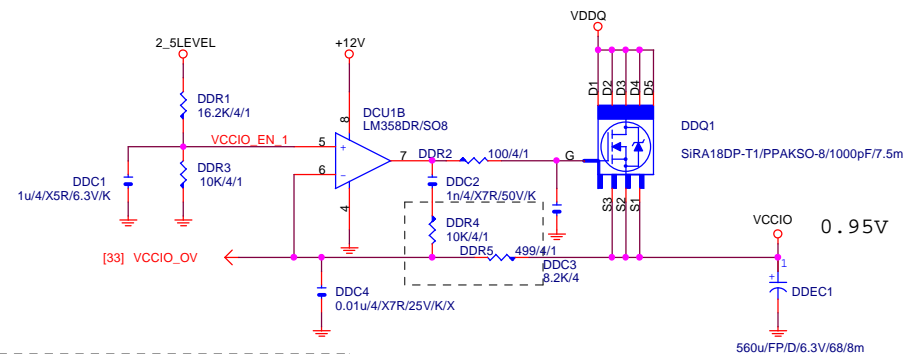 VDDQ
2_5LEVEL
+12V
D1
D2
D3
D4
D5
DDR1
16.2K/4/1
DCU1B
LM358DR/SO8
8
VCCIO_EN_1
5
+
7
DDR2
100/4/1
G
DDQ1
SiRA18DP-T1/PPAKSO-8/1000pF/7.5m
6
-
DDC1
1u/4/X5R/6.3V/K
DDR3
10K/4/1
4
DDC2
1n/4/X7R/50V/K
S3
S2
S1
DDR4
10K/4/1
VCCIO
0.95V
[33] VCCIO_OV
DDR5
499/4/1
DDC3
8.2K/4
DDC4
0.01u/4/X7R/25V/K/X
1
+
DDEC1
560u/FP/D/6.3V/68/8m